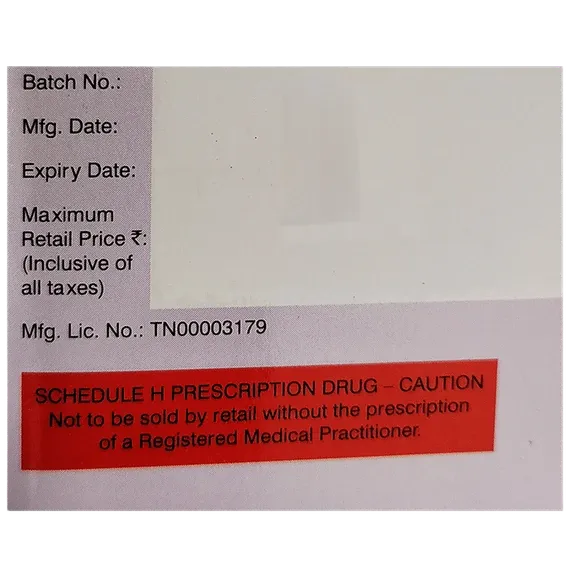 Batch No.:
Mfg. Date:
Expiry Date:
Maximum
Retail Price ₹:
(Inclusive of
all taxes)
Mfg. Lic. No.: TN00003179
SCHEDULE H PRESCRIPTION DRUG – CAUTION
Not to be sold by retail without the prescription
of a Registered Medical Practitioner.